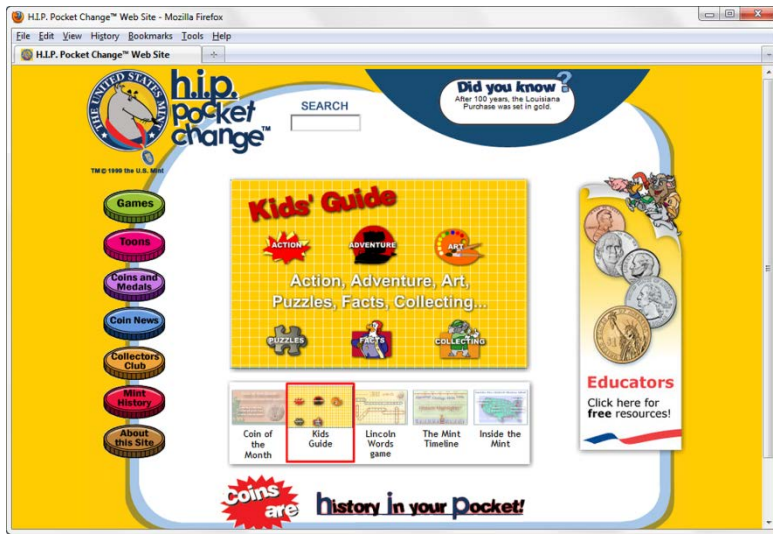 H.I.P. Pocket Change™ Web Site - Mozilla Firefox
File Edit View History Bookmarks Tools Help
H.I.P. Pocket Change™ Web Site
THE UNITED STATES MINT
h.i.p.
pocket
change™
TM © 1999 the U.S. Mint
SEARCH
Did you know?
After 100 years, the Louisiana
Purchase was set in gold.
Games
Toons
Coins and
Medals
Coin News
Collectors
Club
Mint
History
About
this Site
Kids' Guide
ACTION
ADVENTURE
ART
Action, Adventure, Art,
Puzzles, Facts, Collecting...
PUZZLES
FACTS
COLLECTING
Coin of
the
Month
Kids
Guide
Lincoln
Words
game
The Mint
Timeline
Inside the
Mint
Educators
Click here for
free resources!
Coins
are
history in your pocket!